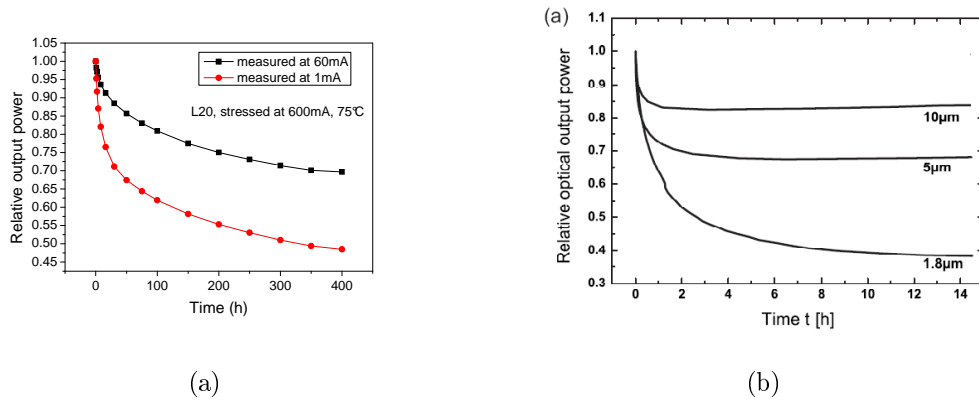 1.05
1.00
0.95
0.90
0.85
0.80
0.75
0.70
0.65
0.60
0.55
0.50
0.45
Relative output power
measured at 60mA
measured at 1mA
L20, stressed at 600mA, 75℃
0 100 200 300 400
Time (h)
(a)
(a)
1.1
1.0
0.9
0.8
0.7
0.6
0.5
0.4
0.3
Relative optical output power
10µm
5µm
1.8µm
0 2 4 6 8 10 12 14
Time t [h]
(b)